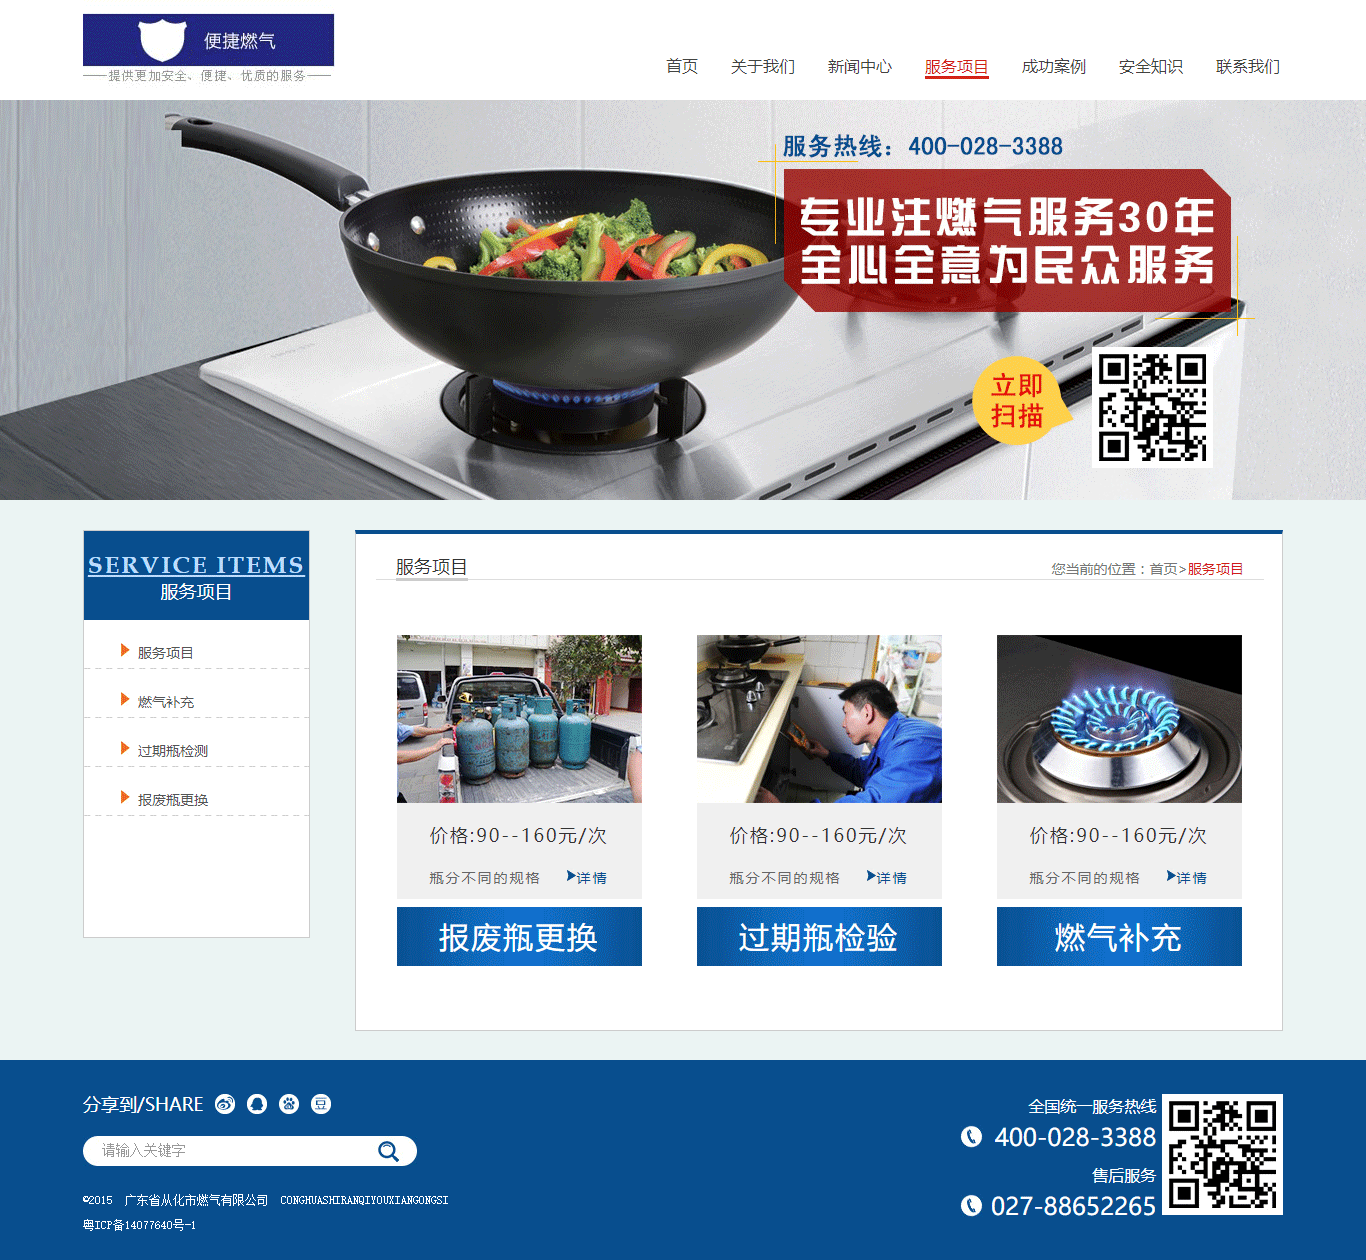 便捷燃气
提供更加安全、便捷、优质的服务
首页 关于我们 新闻中心 服务项目 成功案例 安全知识 联系我们
服务热线：400-028-3388
专业注燃气服务30年
全心全意为民众服务
立即
扫描
SERVICE ITEMS
服务项目
服务项目
燃气补充
过期瓶检测
报废瓶更换
服务项目
您当前的位置：首页>服务项目
价格:90--160元/次
瓶分不同的规格 详情
报废瓶更换
价格:90--160元/次
瓶分不同的规格 详情
过期瓶检验
价格:90--160元/次
瓶分不同的规格 详情
燃气补充
分享到/SHARE
豆
请输入关键字
©2015 广东省从化市燃气有限公司 CONGHUASHIRANQIYOUXIANGONGSI
粤ICP备14077640号-1
全国统一服务热线
400-028-3388
售后服务
027-88652265